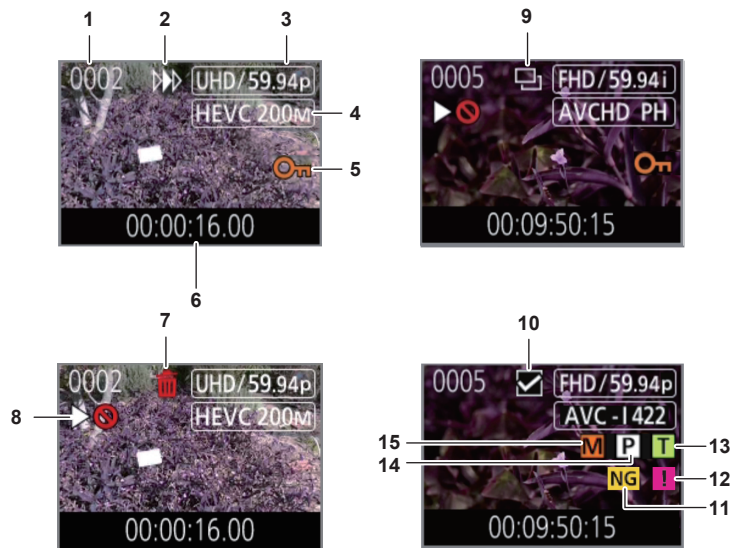 1 2 3
0002 UHD/59.94p
HEVC 200M 4
5
00:00:16.00
6
9
0005 FHD/59.94i
AVCHD PH
00:09:50:15
7
0002 UHD/59.94p
8 HEVC 200M
00:00:16.00
10
0005 FHD/59.94p
AVC-I 422
15 M P T 13
14
NG ! 12
11
00:09:50:15